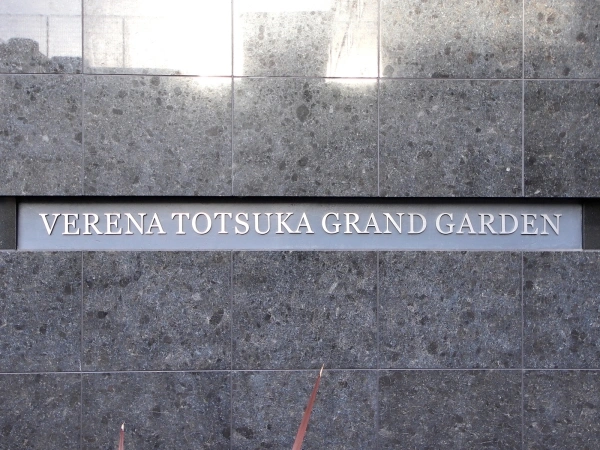 VERENA TOTSUKA GRAND GARDEN